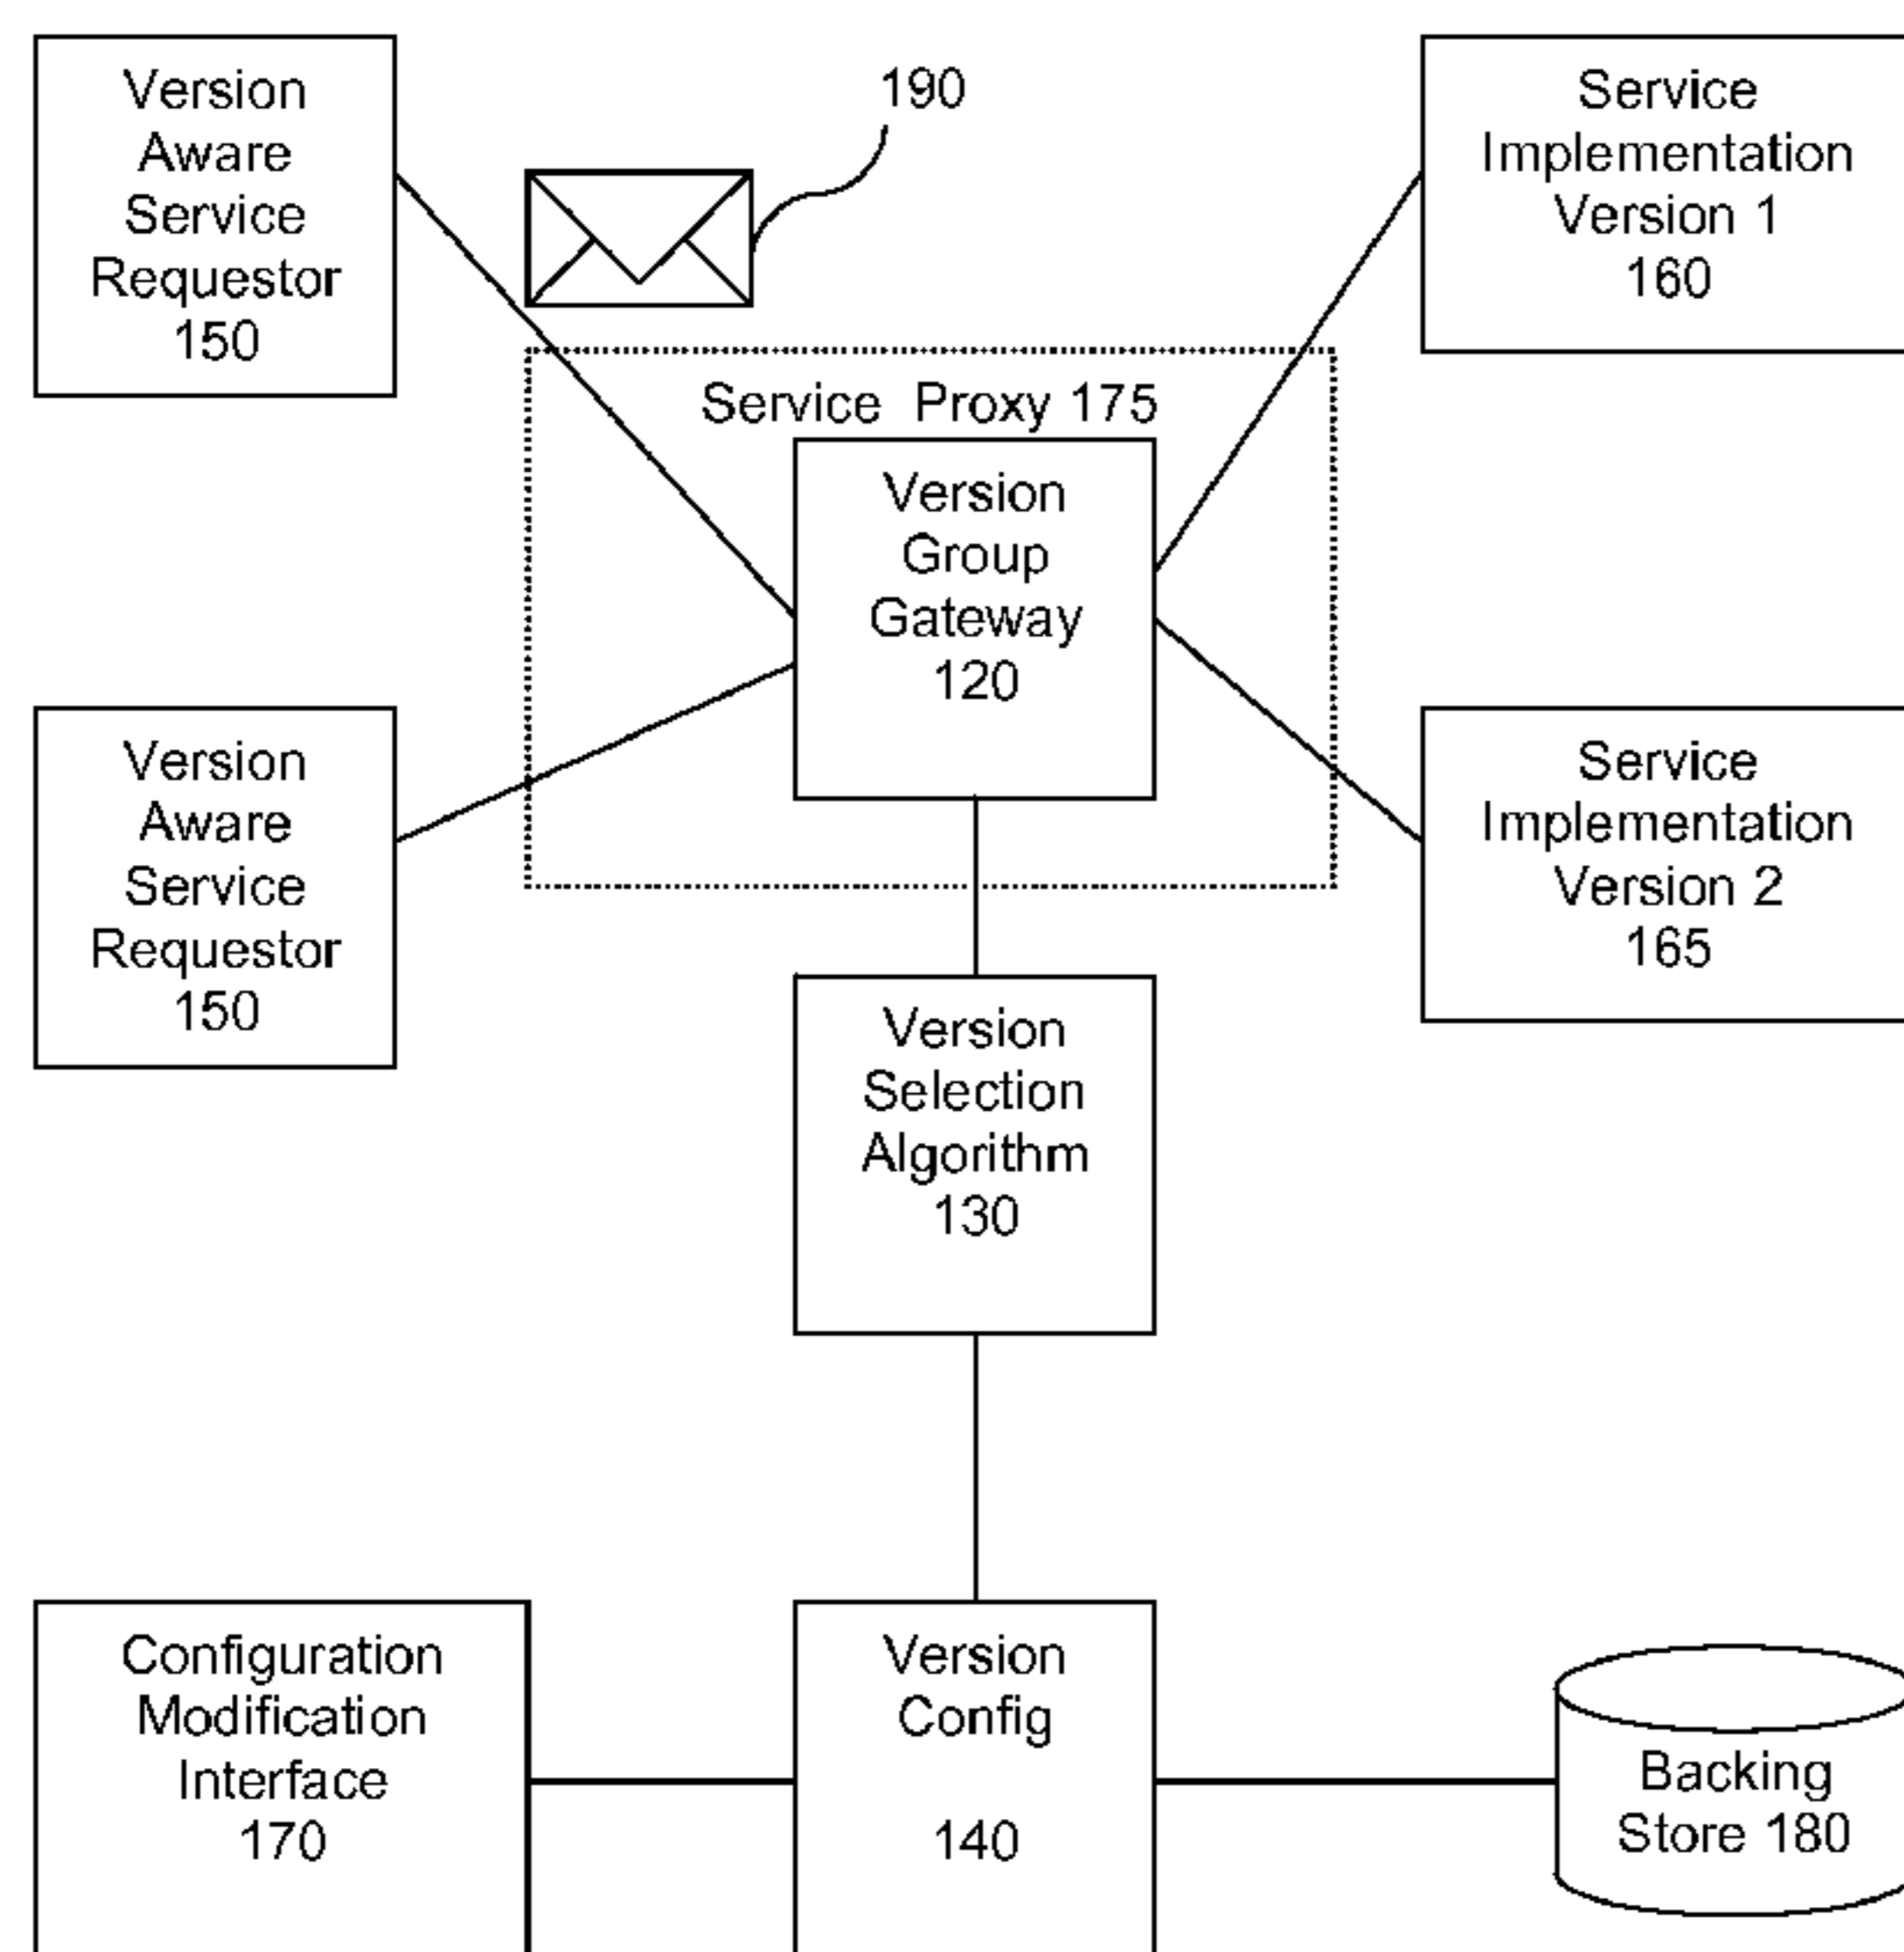 Version
Aware
Service
Requestor
150
190
Service
Implementation
Version 1
160
Service Proxy 175
Version
Group
Gateway
120
Version
Aware
Service
Requestor
150
Service
Implementation
Version 2
165
Version
Selection
Algorithm
130
Configuration
Modification
Interface
170
Version
Config
140
Backing
Store 180